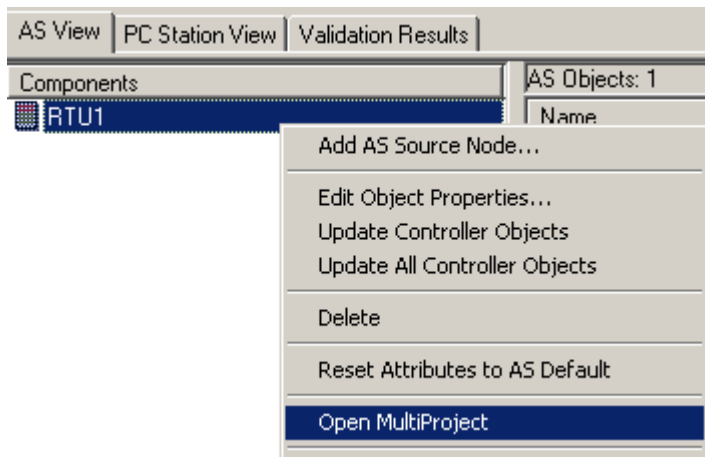 AS View PC Station View Validation Results
Components AS Objects: 1
RTU1 Name
Add AS Source Node...
Edit Object Properties...
Update Controller Objects
Update All Controller Objects
Delete
Reset Attributes to AS Default
Open MultiProject